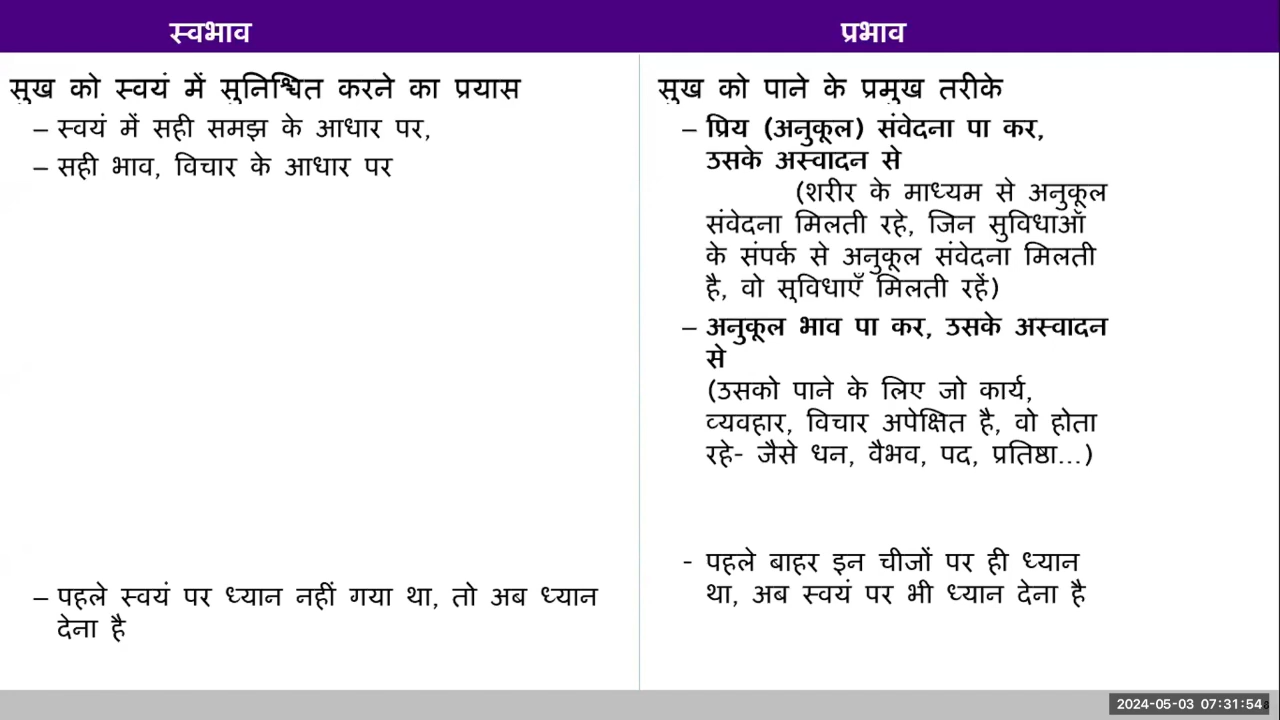 स्वभाव
प्रभाव
सुख को स्वयं में सुनिश्चित करने का प्रयास
– स्वयं में सही समझ के आधार पर,
– सही भाव, विचार के आधार पर
– पहले स्वयं पर ध्यान नहीं गया था, तो अब ध्यान
देना है
सुख को पाने के प्रमुख तरीके
– प्रिय (अनुकूल) संवेदना पा कर,
उसके अस्वादन से
(शरीर के माध्यम से अनुकूल
संवेदना मिलती रहे, जिन सुविधाऑ
के संपर्क से अनुकूल संवेदना मिलती
है, वो सुविधाएँ मिलती रहें)
– अनुकूल भाव पा कर, उसके अस्वादन
से
(उसको पाने के लिए जो कार्य,
व्यवहार, विचार अपेक्षित है, वो होता
रहे- जैसे धन, वैभव, पद, प्रतिष्ठा...)
- पहले बाहर इन चीजों पर ही ध्यान
था, अब स्वयं पर भी ध्यान देना है
2024-05-03 07:31:54